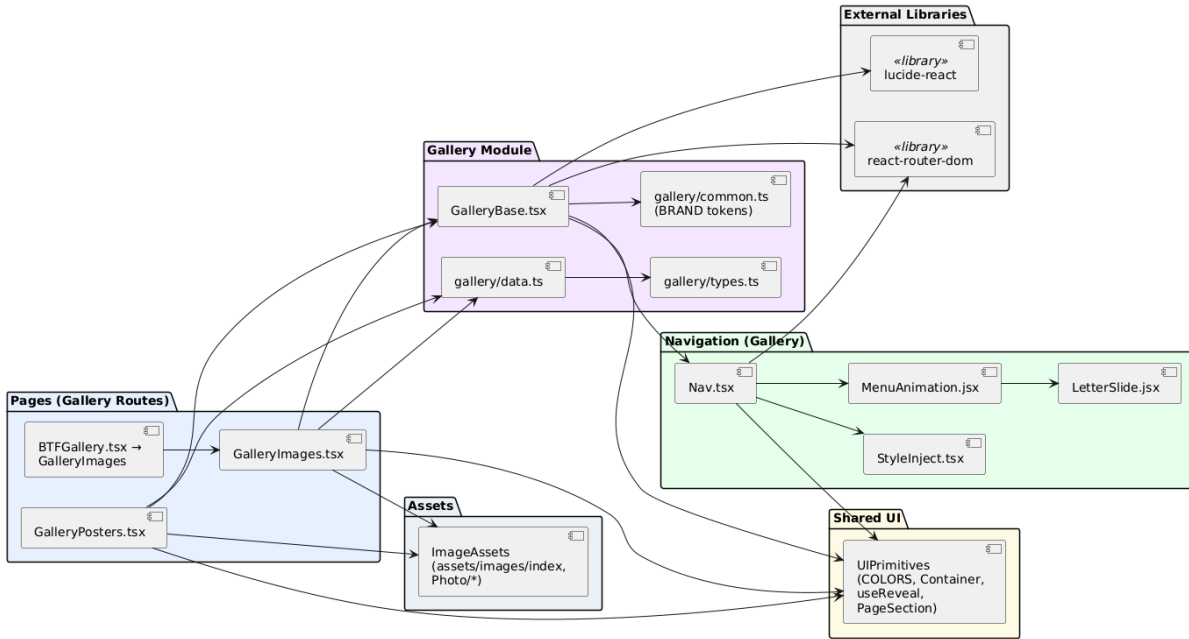 External Libraries
«library»
lucide-react
«library»
react-router-dom
Gallery Module
GalleryBase.tsx
gallery/common.ts
(BRAND tokens)
gallery/data.ts
gallery/types.ts
Navigation (Gallery)
Nav.tsx
MenuAnimation.jsx
LetterSlide.jsx
StyleInject.tsx
Pages (Gallery Routes)
BTFGallery.tsx →
GalleryImages
GalleryImages.tsx
GalleryPosters.tsx
Assets
ImageAssets
(assets/images/index,
Photo/*)
Shared UI
UIPrimitives
(COLORS, Container,
useReveal,
PageSection)